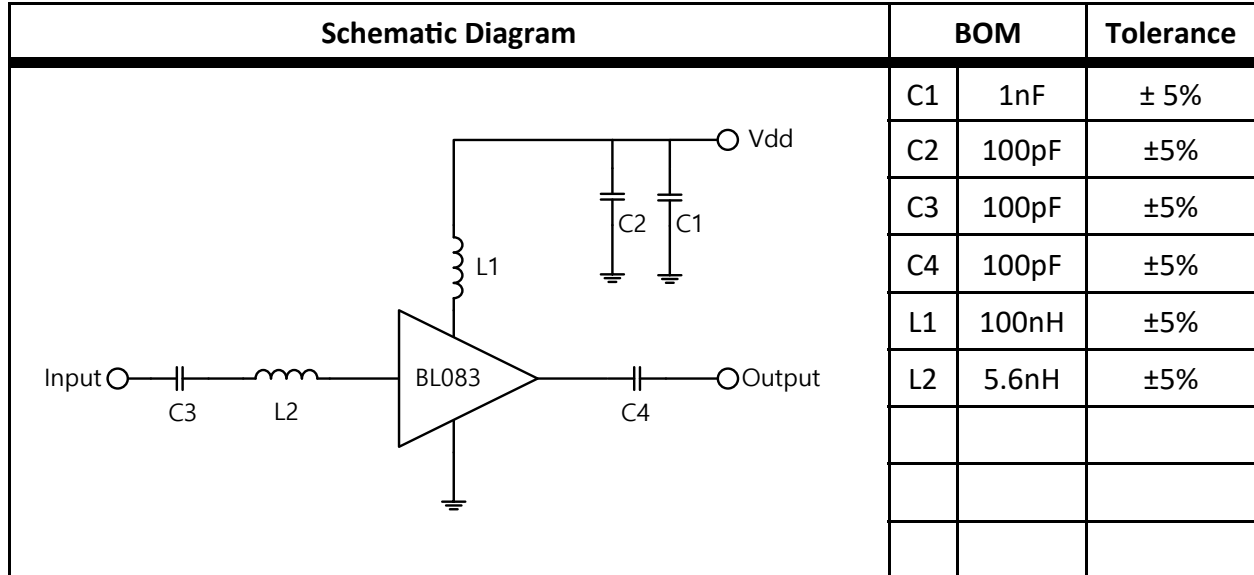 Schematic Diagram BOM Tolerance
C1 1nF ± 5%
C2 100pF ±5%
C3 100pF ±5%
C4 100pF ±5%
L1 100nH ±5%
L2 5.6nH ±5%
Vdd
C2 C1
L1
Input BL083 Output
C3 L2 C4